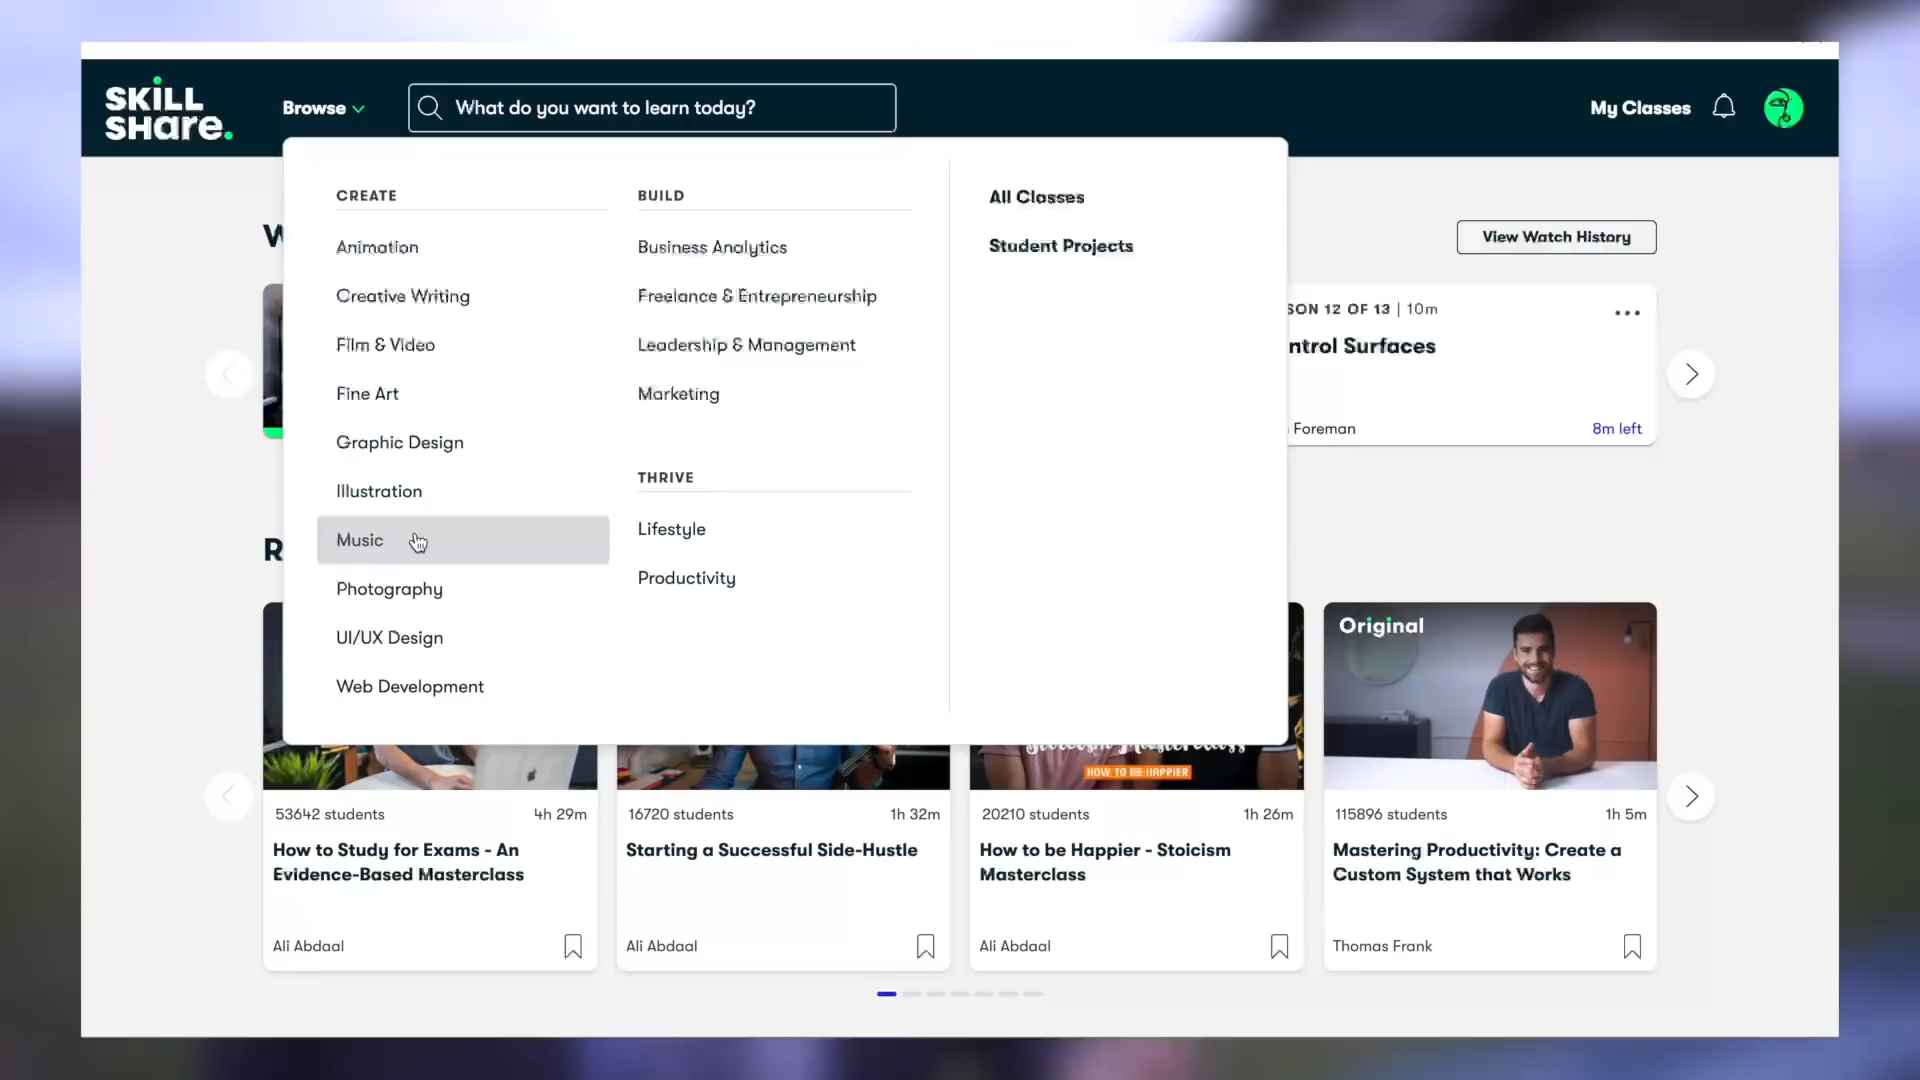 SKILL
SHare.
Browse
What do you want to learn today?
My Classes
CREATE
Animation
Creative Writing
Film & Video
Fine Art
Graphic Design
Illustration
Music
Photography
UI/UX Design
Web Development
BUILD
Business Analytics
Freelance & Entrepreneurship
Leadership & Management
Marketing
THRIVE
Lifestyle
Productivity
All Classes
Student Projects
View Watch History
12 OF 13 | 10m
Surfaces
Foreman
8m left
Original
HOW TO BE HAPPIER
53642 students
4h 29m
How to Study for Exams - An
Evidence-Based Masterclass
Ali Abdaal
16720 students
1h 32m
Starting a Successful Side-Hustle
Ali Abdaal
20210 students
1h 26m
How to be Happier - Stoicism
Masterclass
Ali Abdaal
115896 students
1h 5m
Mastering Productivity: Create a
Custom System that Works
Thomas Frank